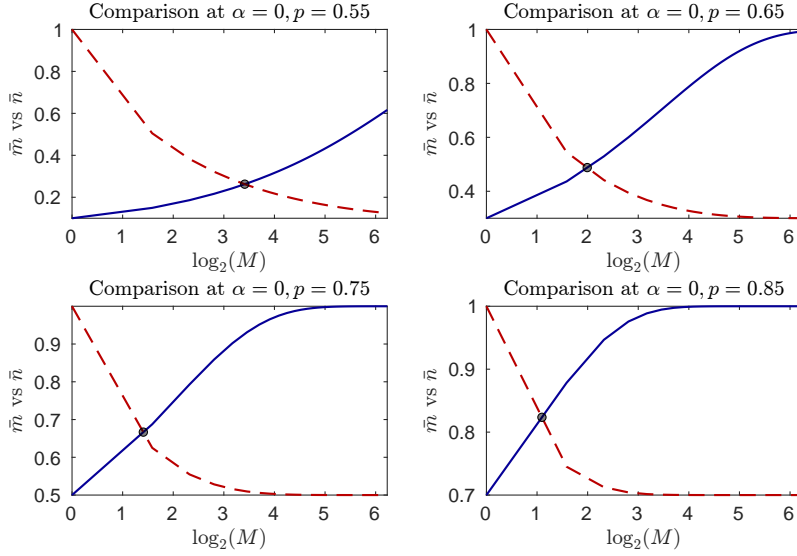 Comparison at α = 0, p = 0.55
1
0.8
0.6
0.4
0.2
0 1 2 3 4 5 6
m̄ vs n̄
log₂(M)
Comparison at α = 0, p = 0.65
1
0.8
0.6
0.4
0 1 2 3 4 5 6
m̄ vs n̄
log₂(M)
Comparison at α = 0, p = 0.75
0.9
0.8
0.7
0.6
0.5
0 1 2 3 4 5 6
m̄ vs n̄
log₂(M)
Comparison at α = 0, p = 0.85
1
0.9
0.8
0.7
0 1 2 3 4 5 6
m̄ vs n̄
log₂(M)